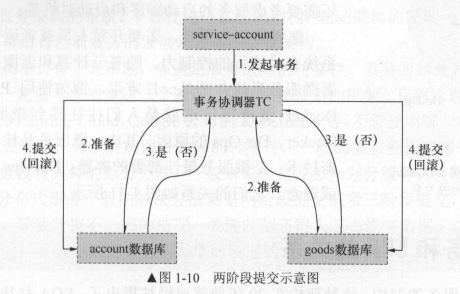 service-account
1.发起事务
事务协调器TC
4.提交
(回滚)
2.准备
3.是(否)
3.是(否)
2.准备
4.提交
(回滚)
account数据库
goods数据库
▲图 1-10 两阶段提交示意图